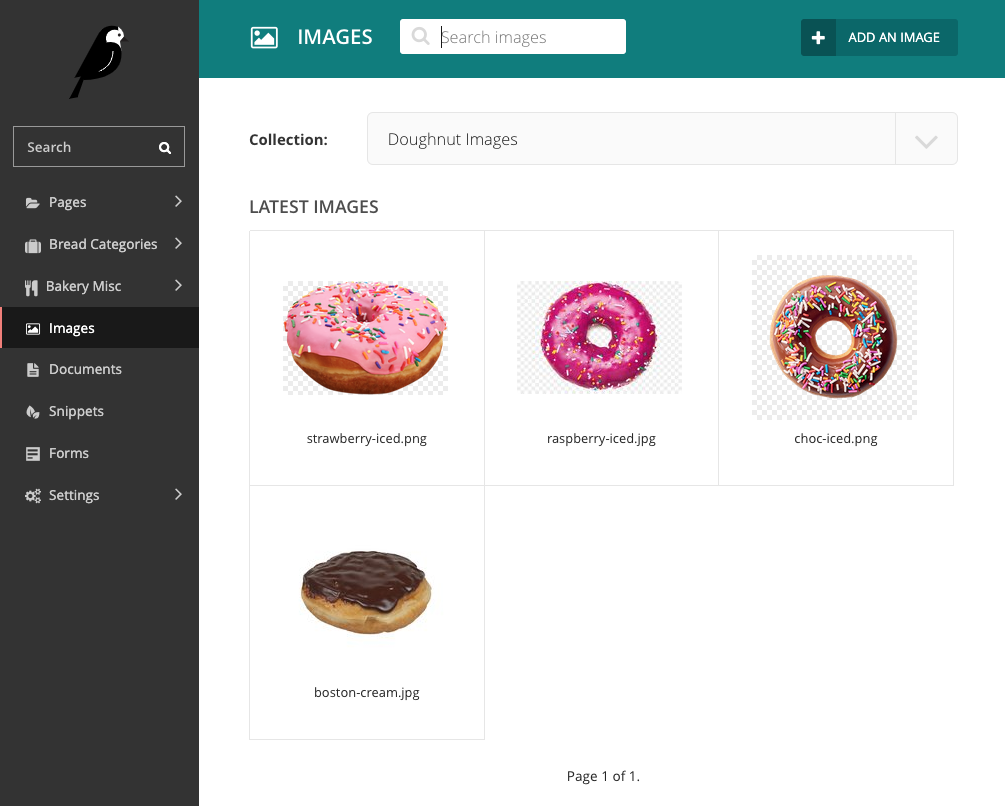 IMAGES
Search images
ADD AN IMAGE
Search
Pages
Bread Categories
Bakery Misc
Images
Documents
Snippets
Forms
Settings
Collection:
Doughnut Images
LATEST IMAGES
strawberry-iced.png
raspberry-iced.jpg
choc-iced.png
boston-cream.jpg
Page 1 of 1.